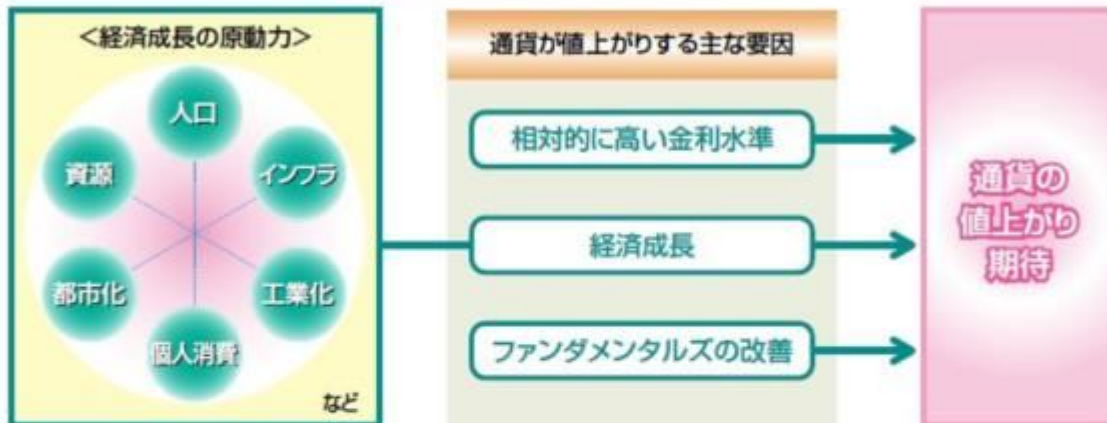 ＜経済成長の原動力＞
人口
インフラ
工業化
個人消費
都市化
資源
など
通貨が値上がりする主な要因
相対的に高い金利水準
経済成長
ファンダメンタルズの改善
通貨の
値上がり
期待